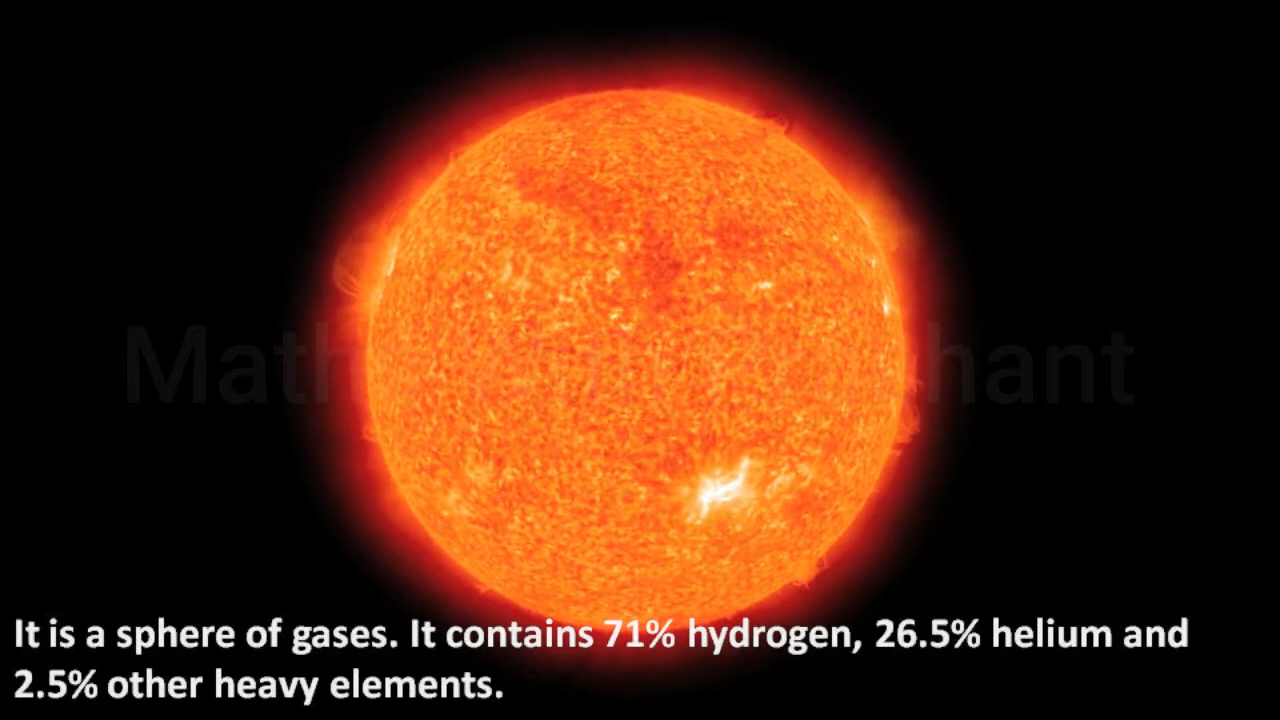 It is a sphere of gases. It contains 71% hydrogen, 26.5% helium and
2.5% other heavy elements.